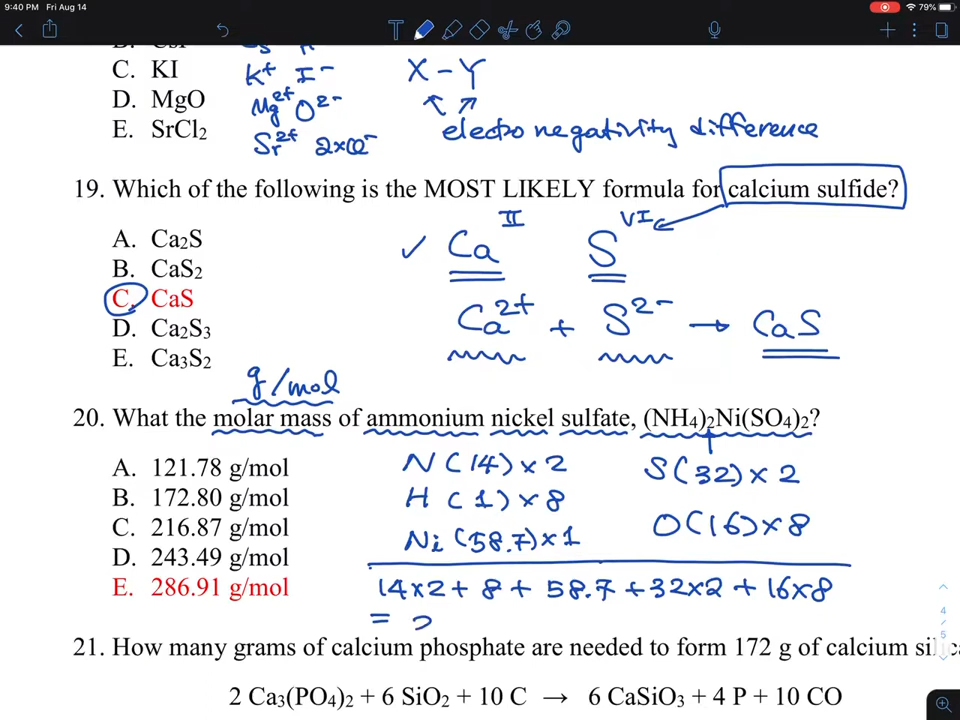 9:40 PM Fri Aug 14
79%
C. KI K+ I− X − Y
D. MgO Mg2+ O2−
E. SrCl2 Sr2+ 2×Cl− electronegativity difference
19. Which of the following is the MOST LIKELY formula for calcium sulfide?
II VI
A. Ca2S ✓ Ca S
B. CaS2
C. CaS
D. Ca2S3 Ca2+ + S2− → CaS
E. Ca3S2
g/mol
20. What the molar mass of ammonium nickel sulfate, (NH4)2Ni(SO4)2?
A. 121.78 g/mol N (14) × 2 S (32) × 2
B. 172.80 g/mol H (1) × 8
C. 216.87 g/mol Ni (58.7) × 1 O (16) × 8
D. 243.49 g/mol
E. 286.91 g/mol 14×2 + 8 + 58.7 + 32×2 + 16×8
=
21. How many grams of calcium phosphate are needed to form 172 g of calcium
2 Ca3(PO4)2 + 6 SiO2 + 10 C → 6 CaSiO3 + 4 P + 10 CO
4
/
5